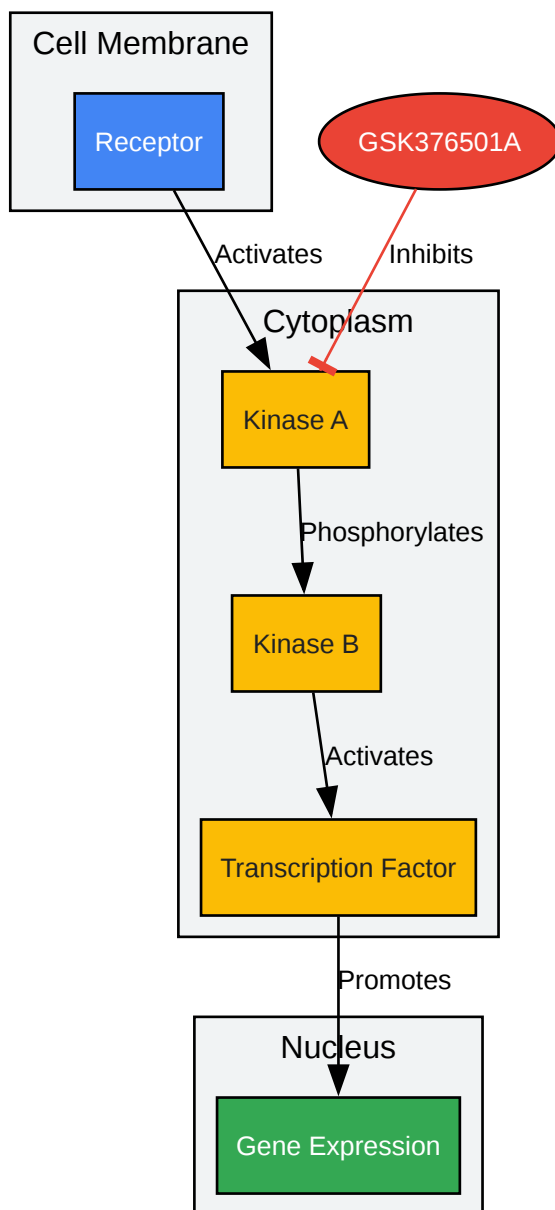 Cell Membrane
Receptor
GSK376501A
Activates
Inhibits
Cytoplasm
Kinase A
Phosphorylates
Kinase B
Activates
Transcription Factor
Promotes
Nucleus
Gene Expression